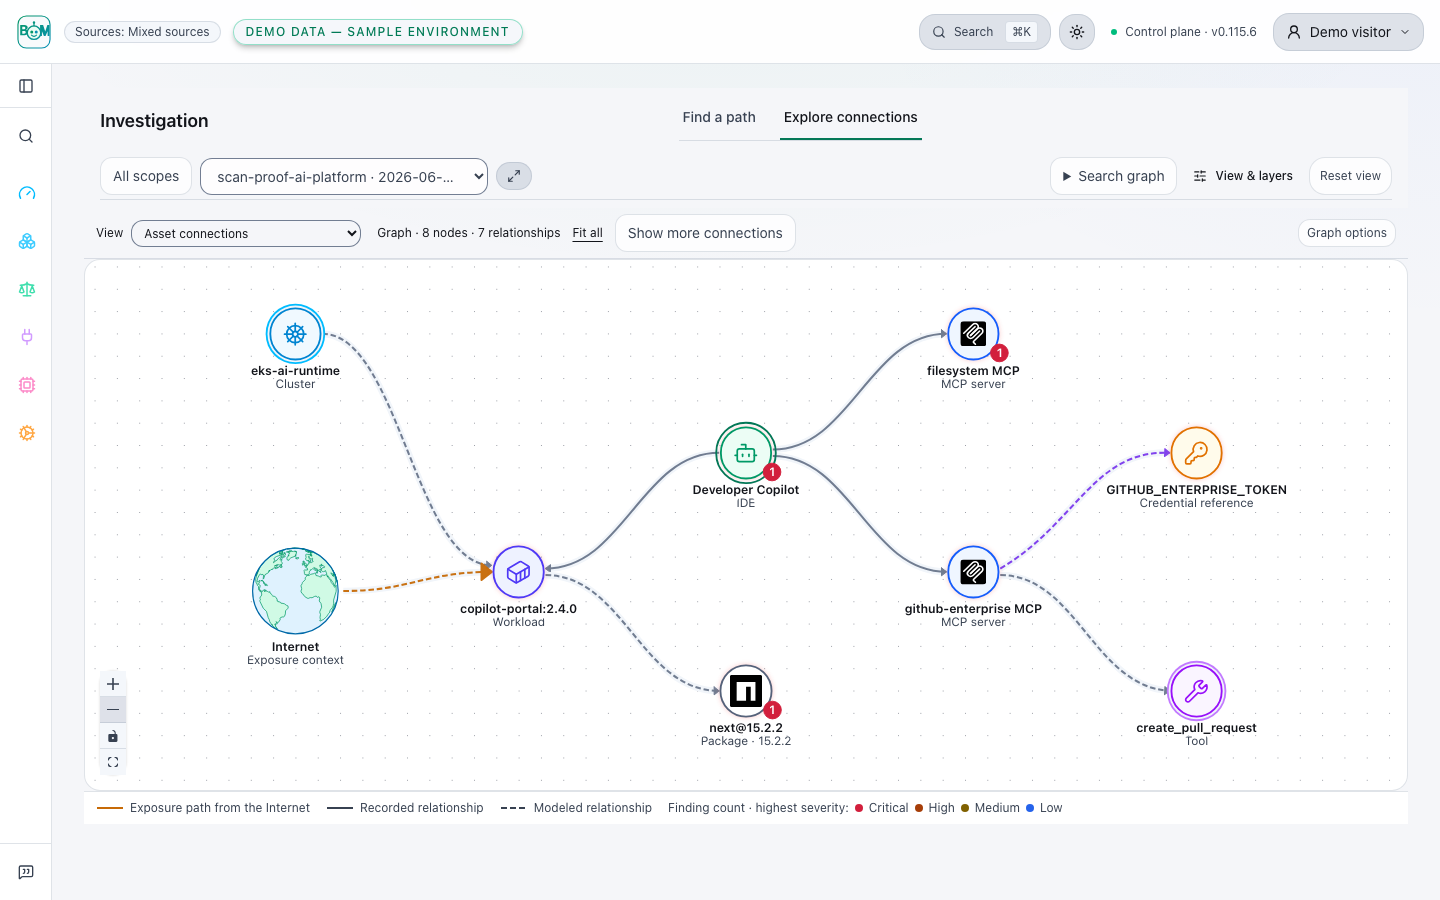 BOM
Sources: Mixed sources
DEMO DATA — SAMPLE ENVIRONMENT
Search ⌘K
Control plane · v0.115.6
Demo visitor
Investigation
Find a path
Explore connections
All scopes
scan-proof-ai-platform · 2026-06-...
Search graph
View & layers
Reset view
View
Asset connections
Graph · 8 nodes · 7 relationships
Fit all
Show more connections
Graph options
eks-ai-runtime
Cluster
1
filesystem MCP
MCP server
1
Developer Copilot
IDE
GITHUB_ENTERPRISE_TOKEN
Credential reference
Internet
Exposure context
copilot-portal:2.4.0
Workload
github-enterprise MCP
MCP server
1
next@15.2.2
Package · 15.2.2
create_pull_request
Tool
Exposure path from the Internet
Recorded relationship
Modeled relationship
Finding count · highest severity:
Critical
High
Medium
Low